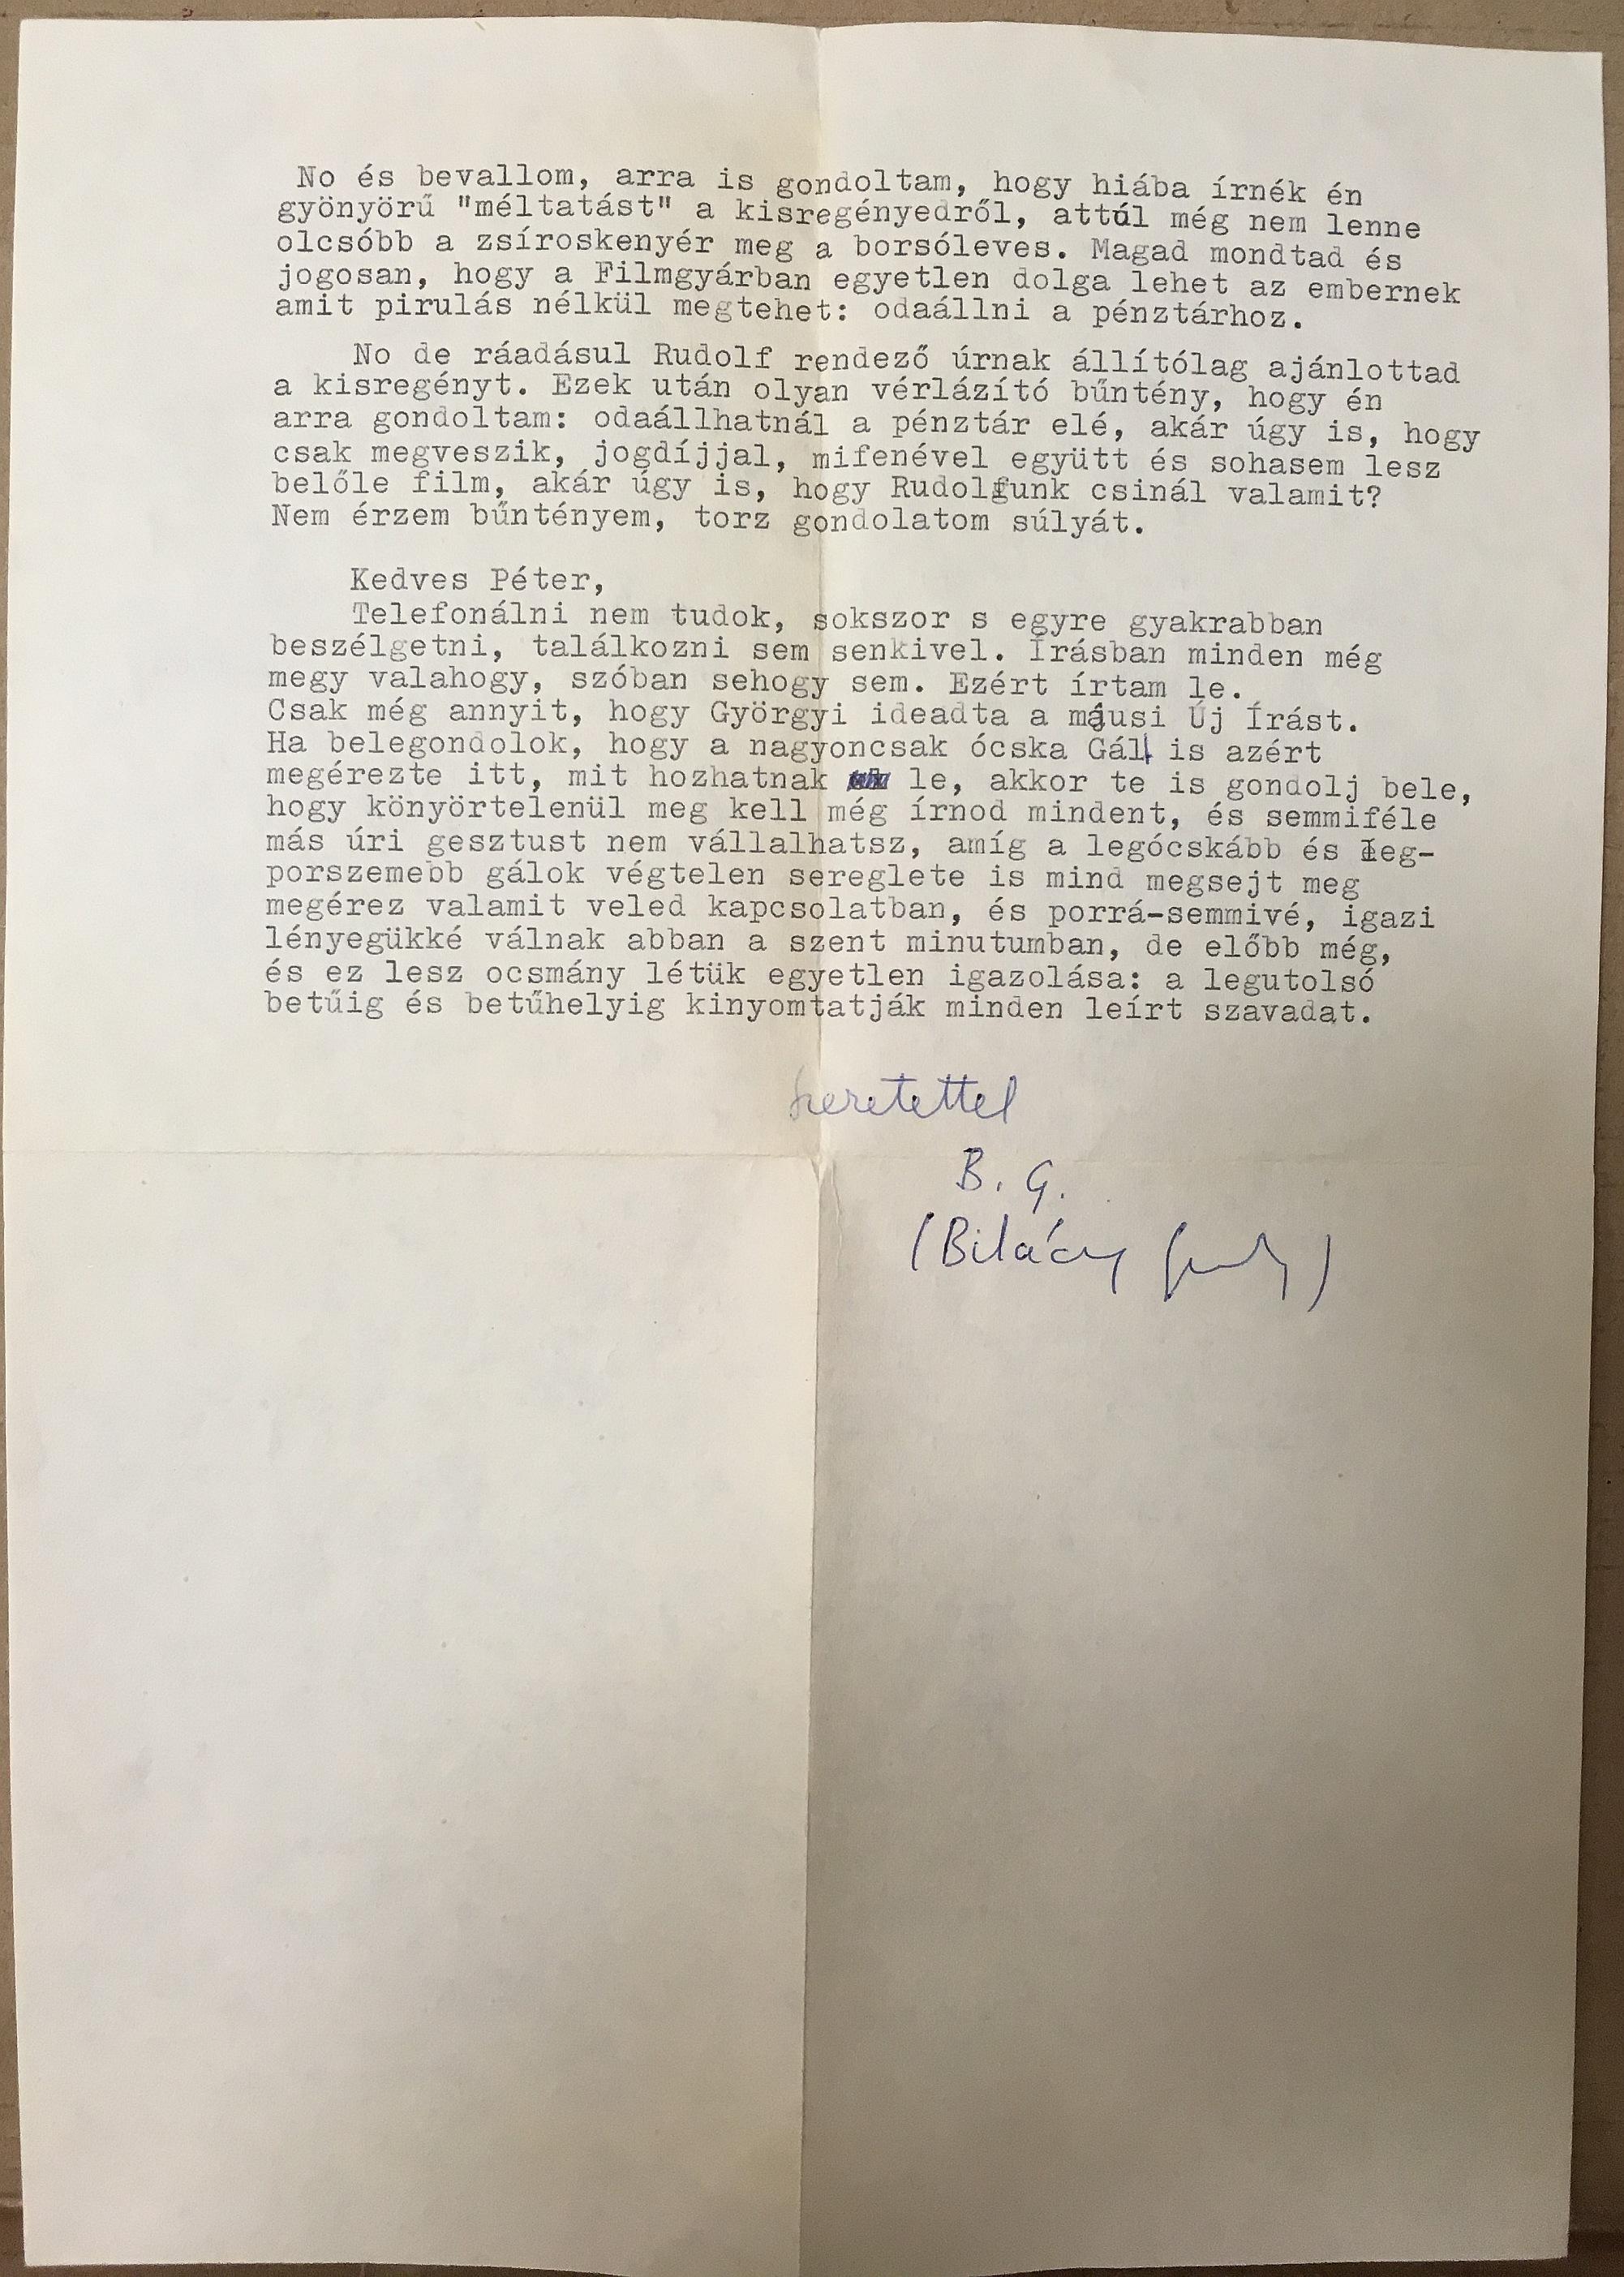 No és bevallom, arra is gondoltam, hogy hiába írnék én
gyönyörű "méltatást" a kisregényedről, attúl még nem lenne
olcsóbb a zsíroskenyér meg a borsóleves. Magad mondtad és
jogosan, hogy a Filmgyárban egyetlen dolga lehet az embernek
amit pirulás nélkül megtehet: odaállni a pénztárhoz.
No de ráadásul Rudolf rendező úrnak állítólag ajánlottad
a kisregényt. Ezek után olyan vérlázító bűntény, hogy én
arra gondoltam: odaállhatnál a pénztár elé, akár úgy is, hogy
csak megveszik, jogdíjjal, mifenével együtt és sohasem lesz
belőle film, akár úgy is, hogy Rudolfunk csinál valamit?
Nem érzem bűntényem, torz gondolatom súlyát.
Kedves Péter,
Telefonálni nem tudok, sokszor s egyre gyakrabban
beszélgetni, találkozni sem senkivel. Írásban minden még
megy valahogy, szóban sehogy sem. Ezért írtam le.
Csak még annyit, hogy Györgyi ideadta a májusi Új Írást.
Ha belegondolok, hogy a nagyoncsak ócska Gáll is azért
megérezte itt, mit hozhatnak le, akkor te is gondolj bele,
hogy könyörtelenül meg kell még írnod mindent, és semmiféle
más úri gesztust nem vállalhatsz, amíg a legócskább és leg-
porszemebb gálok végtelen sereglete is mind megsejt meg
megérez valamit veled kapcsolatban, és porrá-semmivé, igazi
lényegükké válnak abban a szent minutumban, de előbb még,
és ez lesz ocsmány létük egyetlen igazolása: a legutolsó
betűig és betűhelyig kinyomtatják minden leírt szavadat.
Szeretettel
B. G.